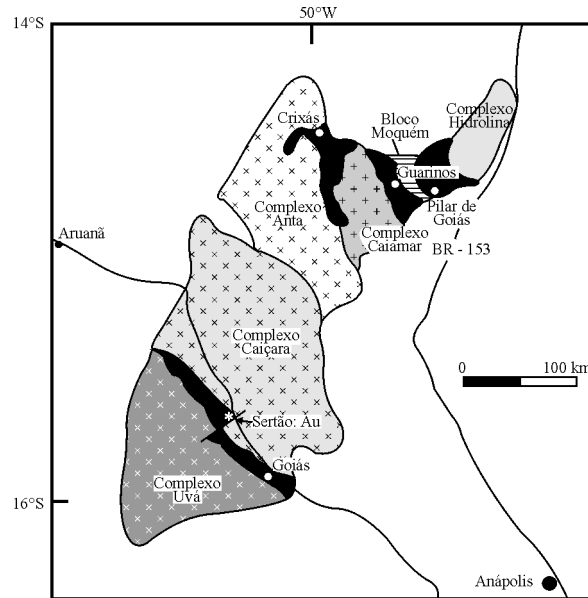 50°W
14°S
Crixás
Bloco
Moquém
Complexo
Hidrolina
Guarinos
Pilar de
Goiás
Complexo
Anta
Complexo
Caiamar
BR - 153
Aruanã
Complexo
Caiçara
0
100 km
Sertão: Au
Goiás
Complexo
Uvá
16°S
Anápolis